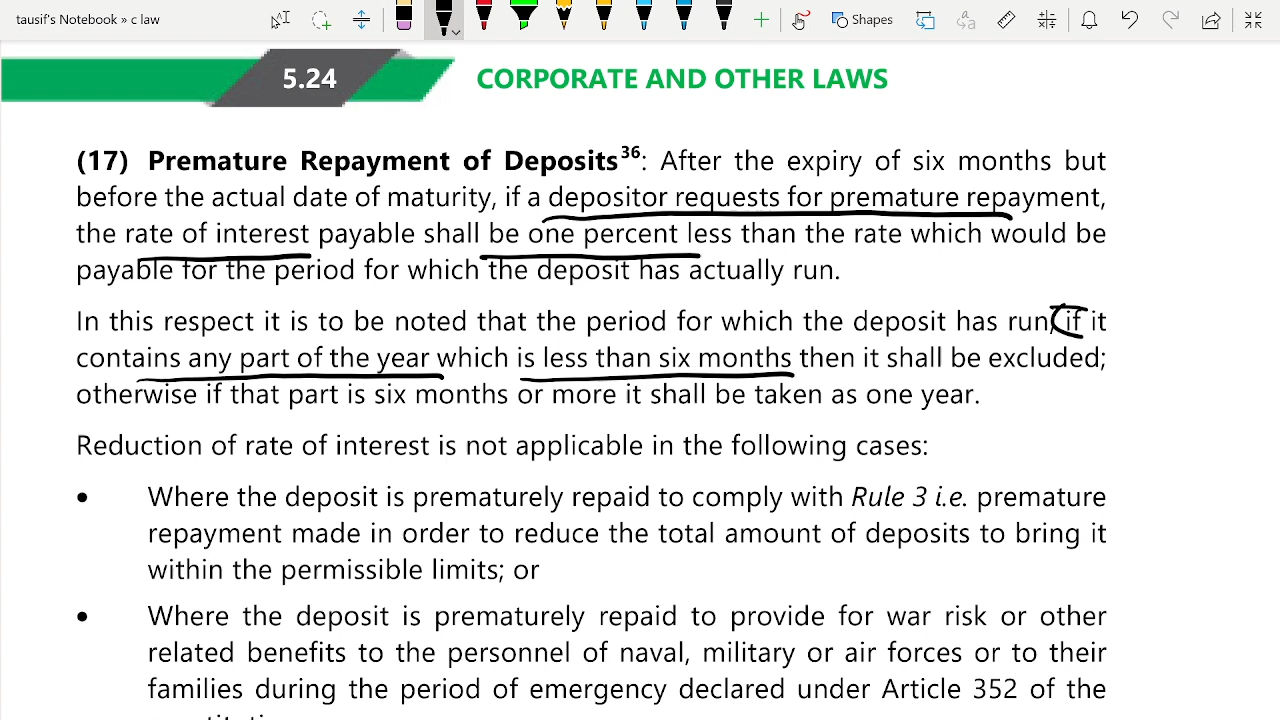 tausif's Notebook » c law
Shapes
5.24
CORPORATE AND OTHER LAWS
(17) Premature Repayment of Deposits36: After the expiry of six months but
before the actual date of maturity, if a depositor requests for premature repayment,
the rate of interest payable shall be one percent less than the rate which would be
payable for the period for which the deposit has actually run.
In this respect it is to be noted that the period for which the deposit has run, if it
contains any part of the year which is less than six months then it shall be excluded;
otherwise if that part is six months or more it shall be taken as one year.
Reduction of rate of interest is not applicable in the following cases:
• Where the deposit is prematurely repaid to comply with Rule 3 i.e. premature
repayment made in order to reduce the total amount of deposits to bring it
within the permissible limits; or
• Where the deposit is prematurely repaid to provide for war risk or other
related benefits to the personnel of naval, military or air forces or to their
families during the period of emergency declared under Article 352 of the